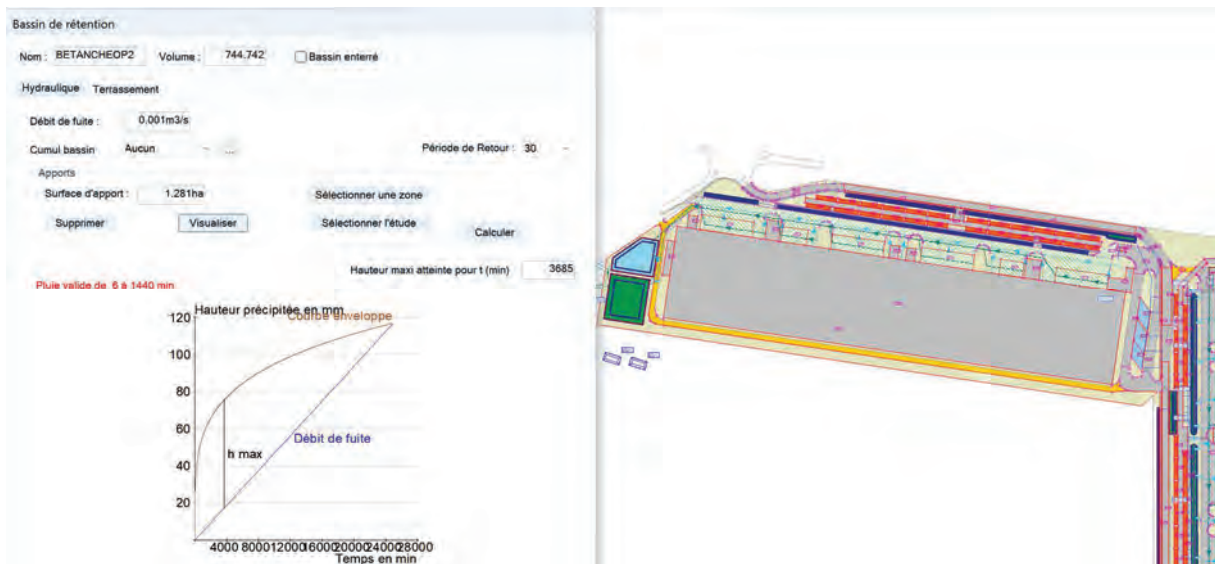 Bassin de rétention
Nom : BETANCHEOP2 Volume : 744.742 Bassin enterré
Hydraulique Terrassement
Débit de fuite : 0.001m3/s
Cumul bassin Aucun ... Période de Retour : 30
Apports
Surface d'apport : 1.281ha Sélectionner une zone
Supprimer Visualiser Sélectionner l'étude
Calculer
Hauteur maxi atteinte pour t (min) 3685
Pluie valide de 6 à 1440 min
Hauteur précipitée en mm
Courbe enveloppe
120
100
80
60
40
20
h max
Débit de fuite
4000 8000 12000 16000 20000 24000 28000
Temps en min